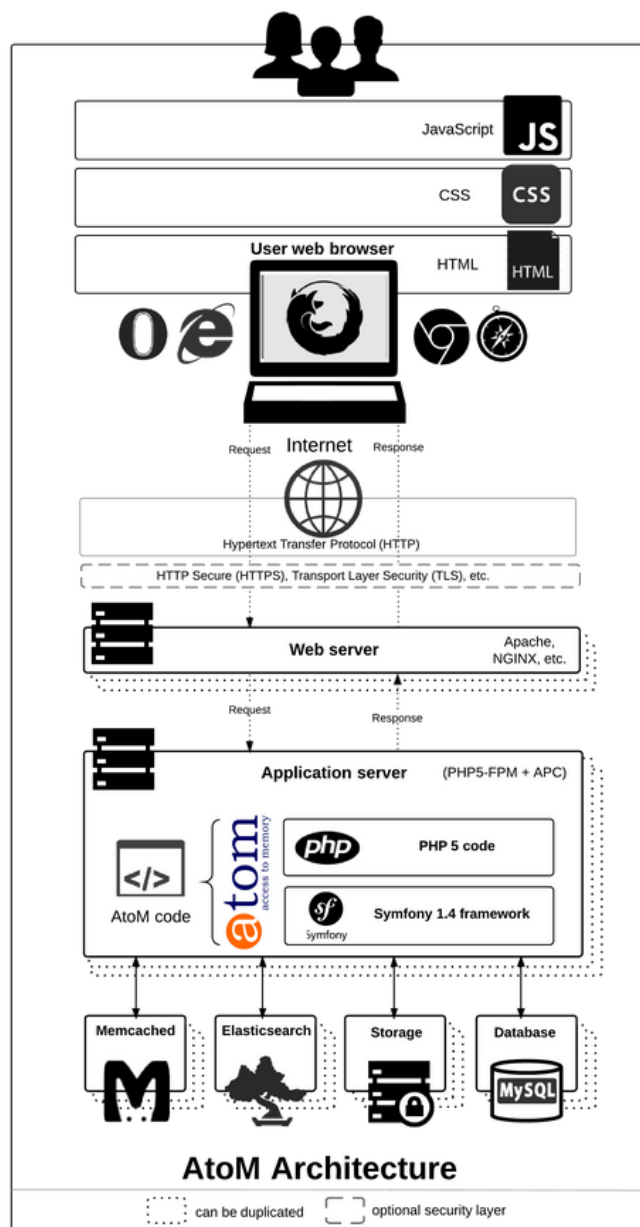 JavaScript
JS
CSS
CSS
User web browser
HTML
HTML
Request
Internet
Response
Hypertext Transfer Protocol (HTTP)
HTTP Secure (HTTPS), Transport Layer Security (TLS), etc.
Web server
Apache,
NGINX, etc.
Request
Response
Application server
(PHP5-FPM + APC)
</>
AtoM code
atom
access to memory
php
PHP 5 code
sf
Symfony
Symfony 1.4 framework
Memcached
Elasticsearch
Storage
Database
MySQL
AtoM Architecture
can be duplicated
optional security layer